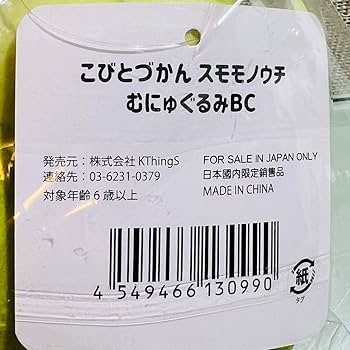 こびとづかん スモモノウチ
むにゅぐるみBC
発売元：株式会社 KThingS
連絡先：03-6231-0379
対象年齢６歳以上
FOR SALE IN JAPAN ONLY
日本國内限定銷售品
MADE IN CHINA
4 549466 130990
紙
タグ